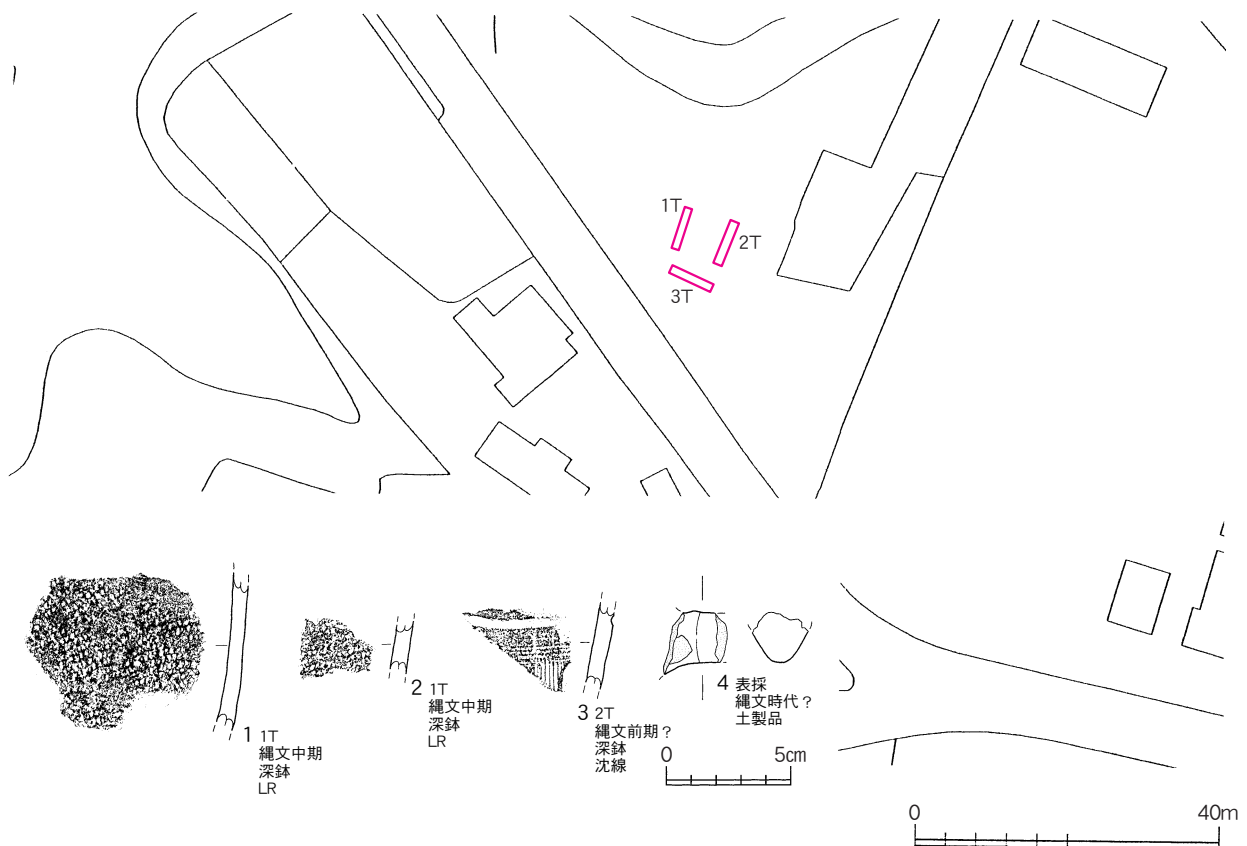 1T
2T
3T
1 1T
縄文中期
深鉢
LR
2 1T
縄文中期
深鉢
LR
3 2T
縄文前期？
深鉢
沈線
4 表採
縄文時代？
土製品
0 5cm
0 40m